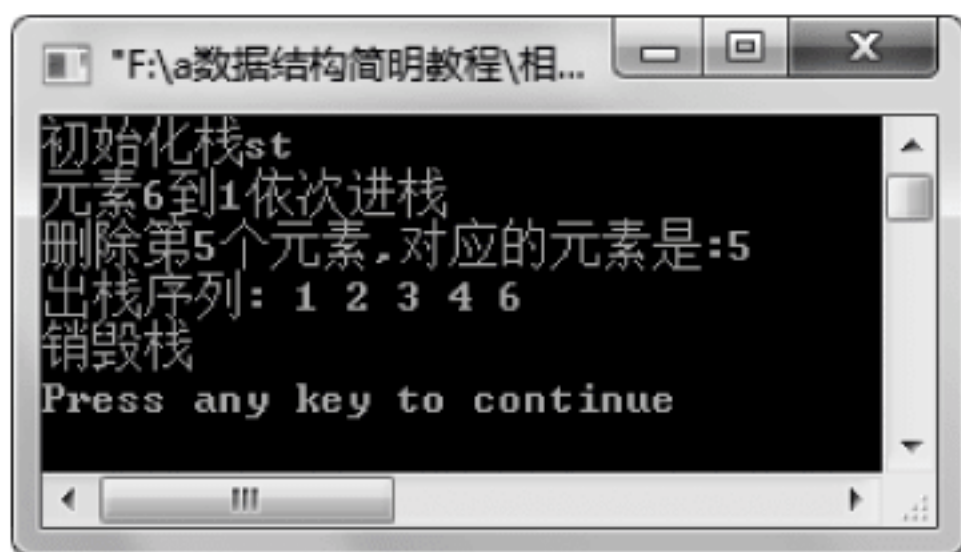 "F:\a数据结构简明教程\相...
初始化栈st
元素6到1依次进栈
删除第5个元素,对应的元素是:5
出栈序列: 1 2 3 4 6
销毁栈
Press any key to continue